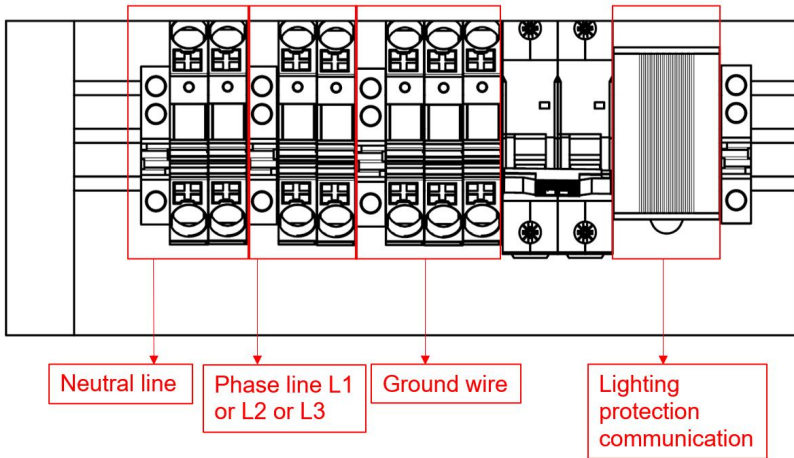 Neutral line
Phase line L1
or L2 or L3
Ground wire
Lighting
protection
communication